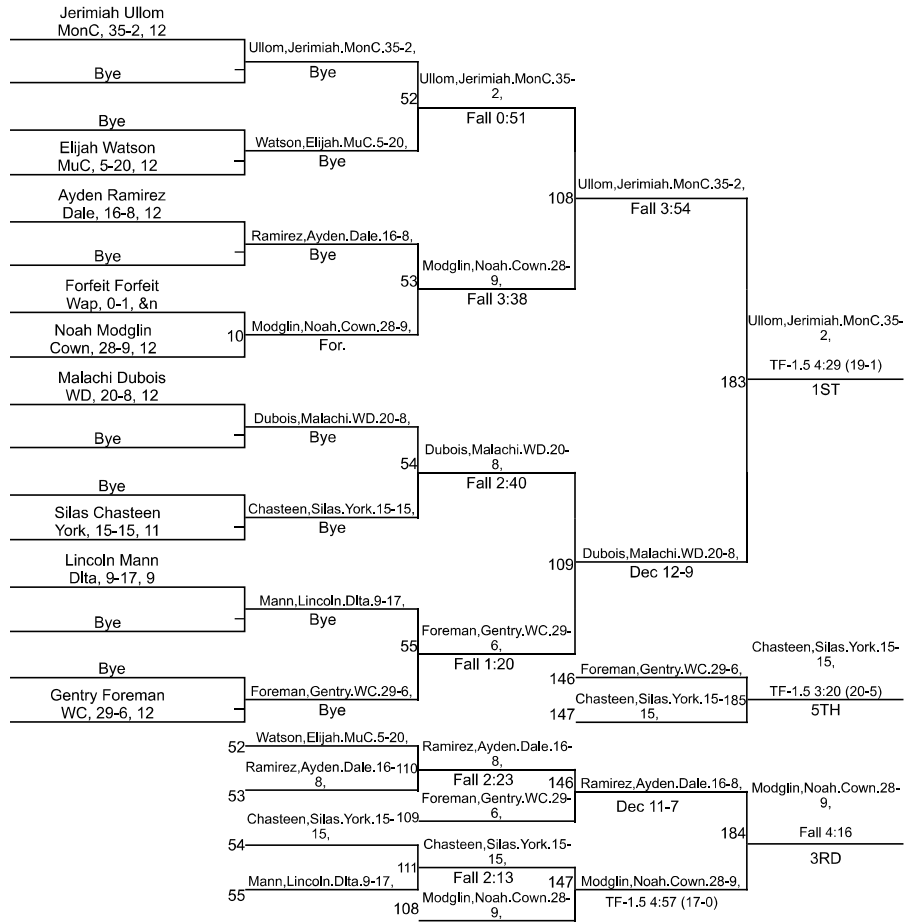 Jerimiah Ullom
MonC, 35-2, 12
Bye
Bye
Elijah Watson
MuC, 5-20, 12
Ayden Ramirez
Dale, 16-8, 12
Bye
Forfeit Forfeit
Wap, 0-1, &n
Noah Modglin
Cown, 28-9, 12
Malachi Dubois
WD, 20-8, 12
Bye
Bye
Silas Chasteen
York, 15-15, 11
Lincoln Mann
Dlta, 9-17, 9
Bye
Bye
Gentry Foreman
WC, 29-6, 12
Ullom,Jerimiah.MonC.35-2,
Bye
Watson,Elijah.MuC.5-20,
Bye
Ramirez,Ayden.Dale.16-8,
Bye
10
Modglin,Noah.Cown.28-9,
For.
Dubois,Malachi.WD.20-8,
Bye
Chasteen,Silas.York.15-15,
Bye
Mann,Lincoln.Dlta.9-17,
Bye
Foreman,Gentry.WC.29-6,
Bye
52
Ullom,Jerimiah.MonC.35-
2,
Fall 0:51
53
Modglin,Noah.Cown.28-
9,
Fall 3:38
54
Dubois,Malachi.WD.20-
8,
Fall 2:40
55
Foreman,Gentry.WC.29-
6,
Fall 1:20
108
Ullom,Jerimiah.MonC.35-2,
Fall 3:54
109
Dubois,Malachi.WD.20-8,
Dec 12-9
183
Ullom,Jerimiah.MonC.35-
2,
TF-1.5 4:29 (19-1)
1ST
146
Foreman,Gentry.WC.29-6,
147
Chasteen,Silas.York.15-
15,
185
Chasteen,Silas.York.15-
15,
TF-1.5 3:20 (20-5)
5TH
52
Watson,Elijah.MuC.5-20,
53
Ramirez,Ayden.Dale.16-
8,
54
Chasteen,Silas.York.15-
15,
55
Mann,Lincoln.Dlta.9-17,
110
Ramirez,Ayden.Dale.16-
8,
Fall 2:23
109
Foreman,Gentry.WC.29-
6,
111
Chasteen,Silas.York.15-
15,
Fall 2:13
108
Modglin,Noah.Cown.28-
9,
146
Ramirez,Ayden.Dale.16-8,
Dec 11-7
147
Modglin,Noah.Cown.28-9,
TF-1.5 4:57 (17-0)
184
Modglin,Noah.Cown.28-
9,
Fall 4:16
3RD